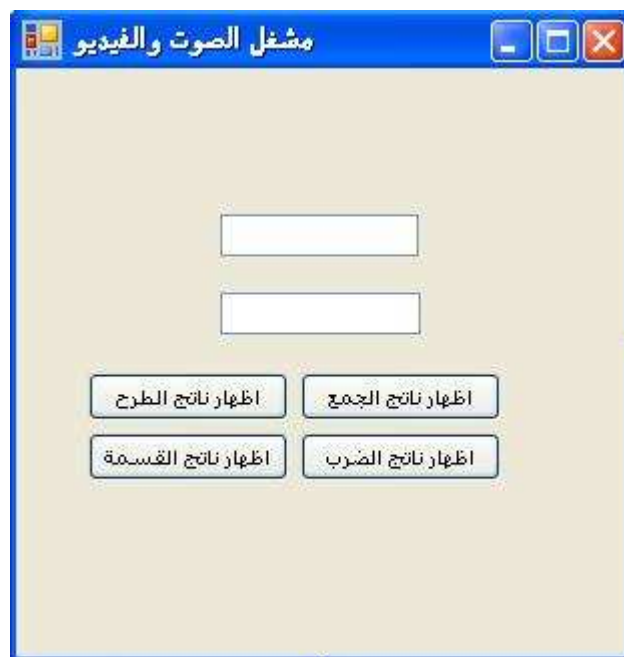 مشغل الصوت والفيديو
اظهار ناتج الجمع
اظهار ناتج الطرح
اظهار ناتج الضرب
اظهار ناتج القسمة